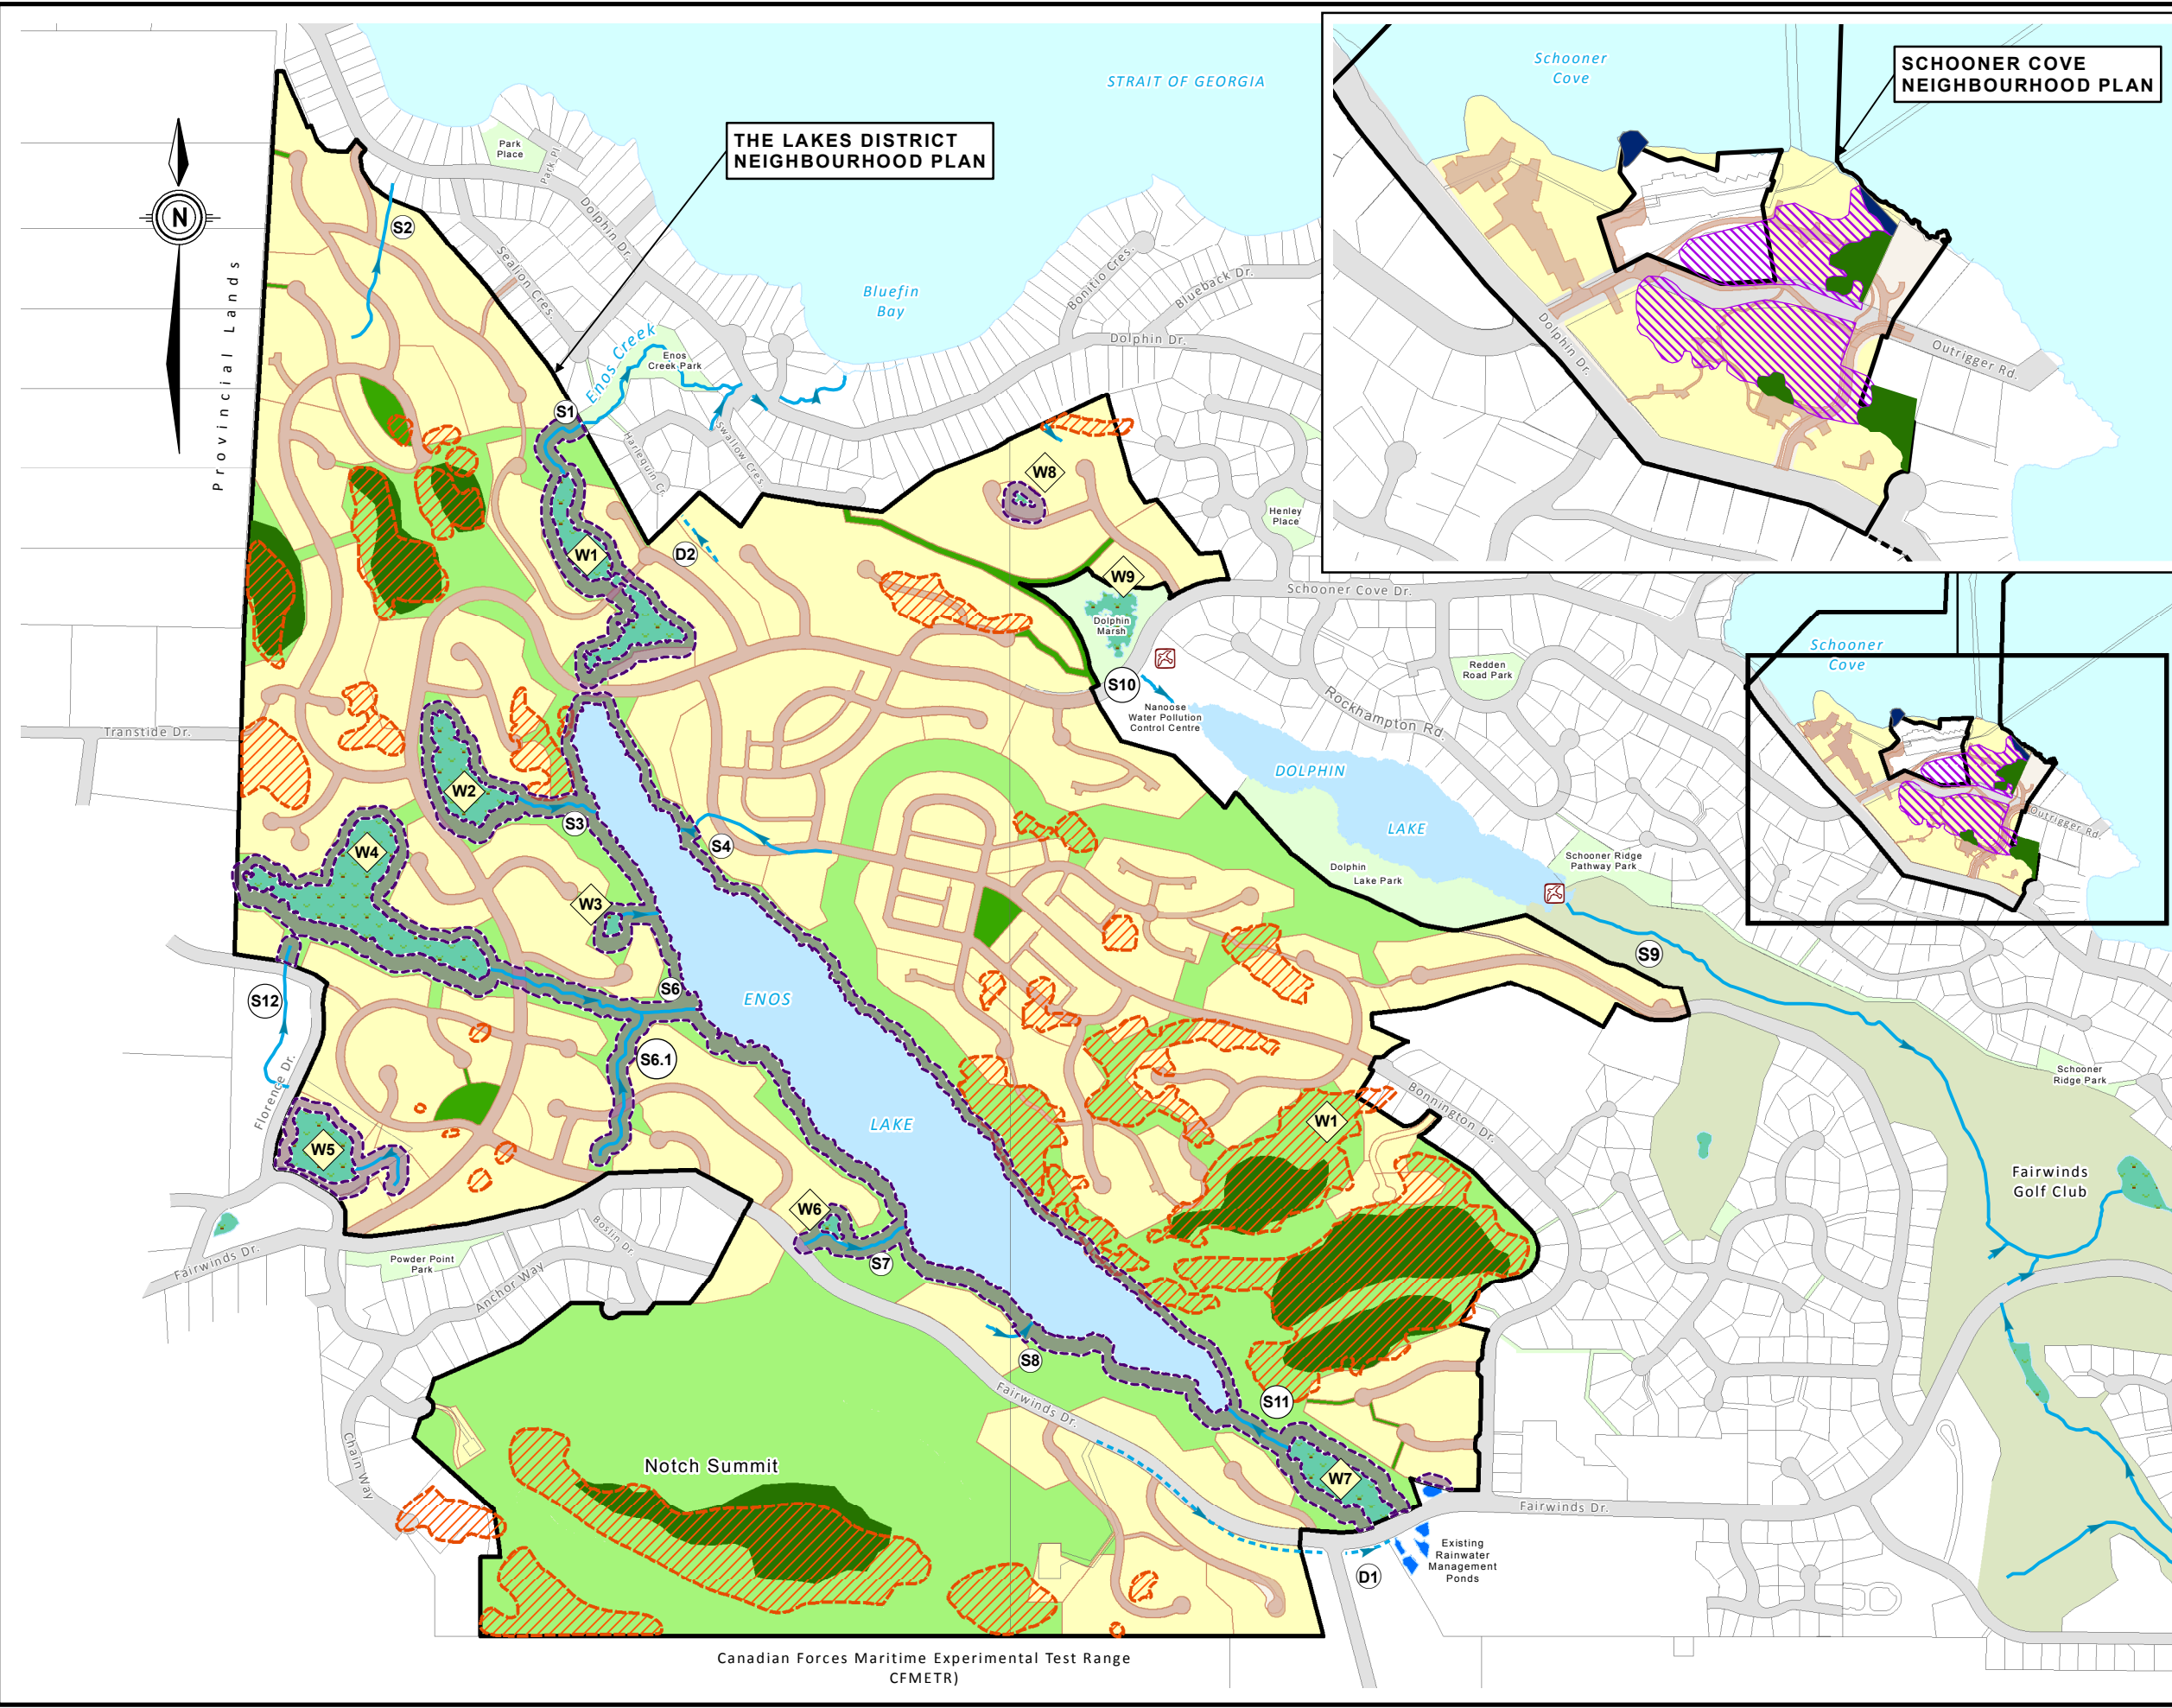 STRAIT OF GEORGIA
THE LAKES DISTRICT
NEIGHBOURHOOD PLAN
Schooner
Cove
SCHOONER COVE
NEIGHBOURHOOD PLAN
Dolphin Dr.
Outrigger Rd.
N
Provincial Lands
Park
Place
Park Pl.
Dolphin Dr.
Sealion Cres.
S2
Bluefin
Bay
Bonitio Cres.
Blueback Dr.
Dolphin Dr.
Enos Creek
Enos
Creek Park
S1
Harlequin Cr.
Swallow Cres.
W8
Henley
Place
W1
D2
W9
Dolphin
Marsh
Schooner Cove Dr.
Schooner
Cove
Redden
Road Park
S10
Nanoose
Water Pollution
Control Centre
Rockhampton Rd.
Transtide Dr.
DOLPHIN
LAKE
W2
S3
S4
Outrigger Rd.
W4
Schooner Ridge
Pathway Park
Dolphin
Lake Park
W3
S9
S6
ENOS
S12
S6.1
Florence Dr.
Schooner
Ridge Park
Bonnington Dr.
LAKE
W1
W5
Fairwinds
Golf Club
W6
S7
Boslin Dr.
Powder Point
Park
Fairwinds Dr.
Anchor Way
S8
Fairwinds Dr.
S11
Chain Way
Notch Summit
W7
Fairwinds Dr.
Existing
Rainwater
Management
Ponds
D1
Canadian Forces Maritime Experimental Test Range
CFMETR)